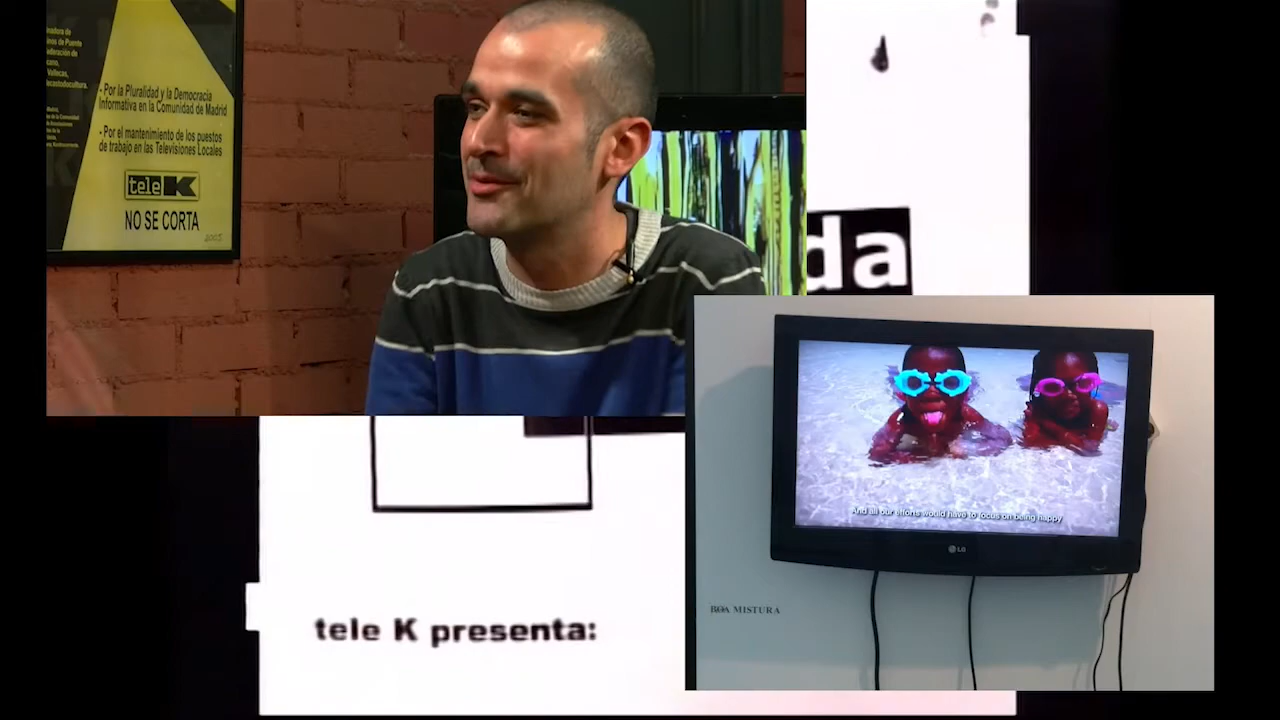 - Por la Pluralidad y la Democracia
Informativa en la Comunidad de Madrid
- Por el mantenimiento de los puestos
de trabajo en las Televisiones Locales
tele K
NO SE CORTA
da
And all our efforts would have to focus on being happy
LG
BOA MISTURA
tele K presenta: